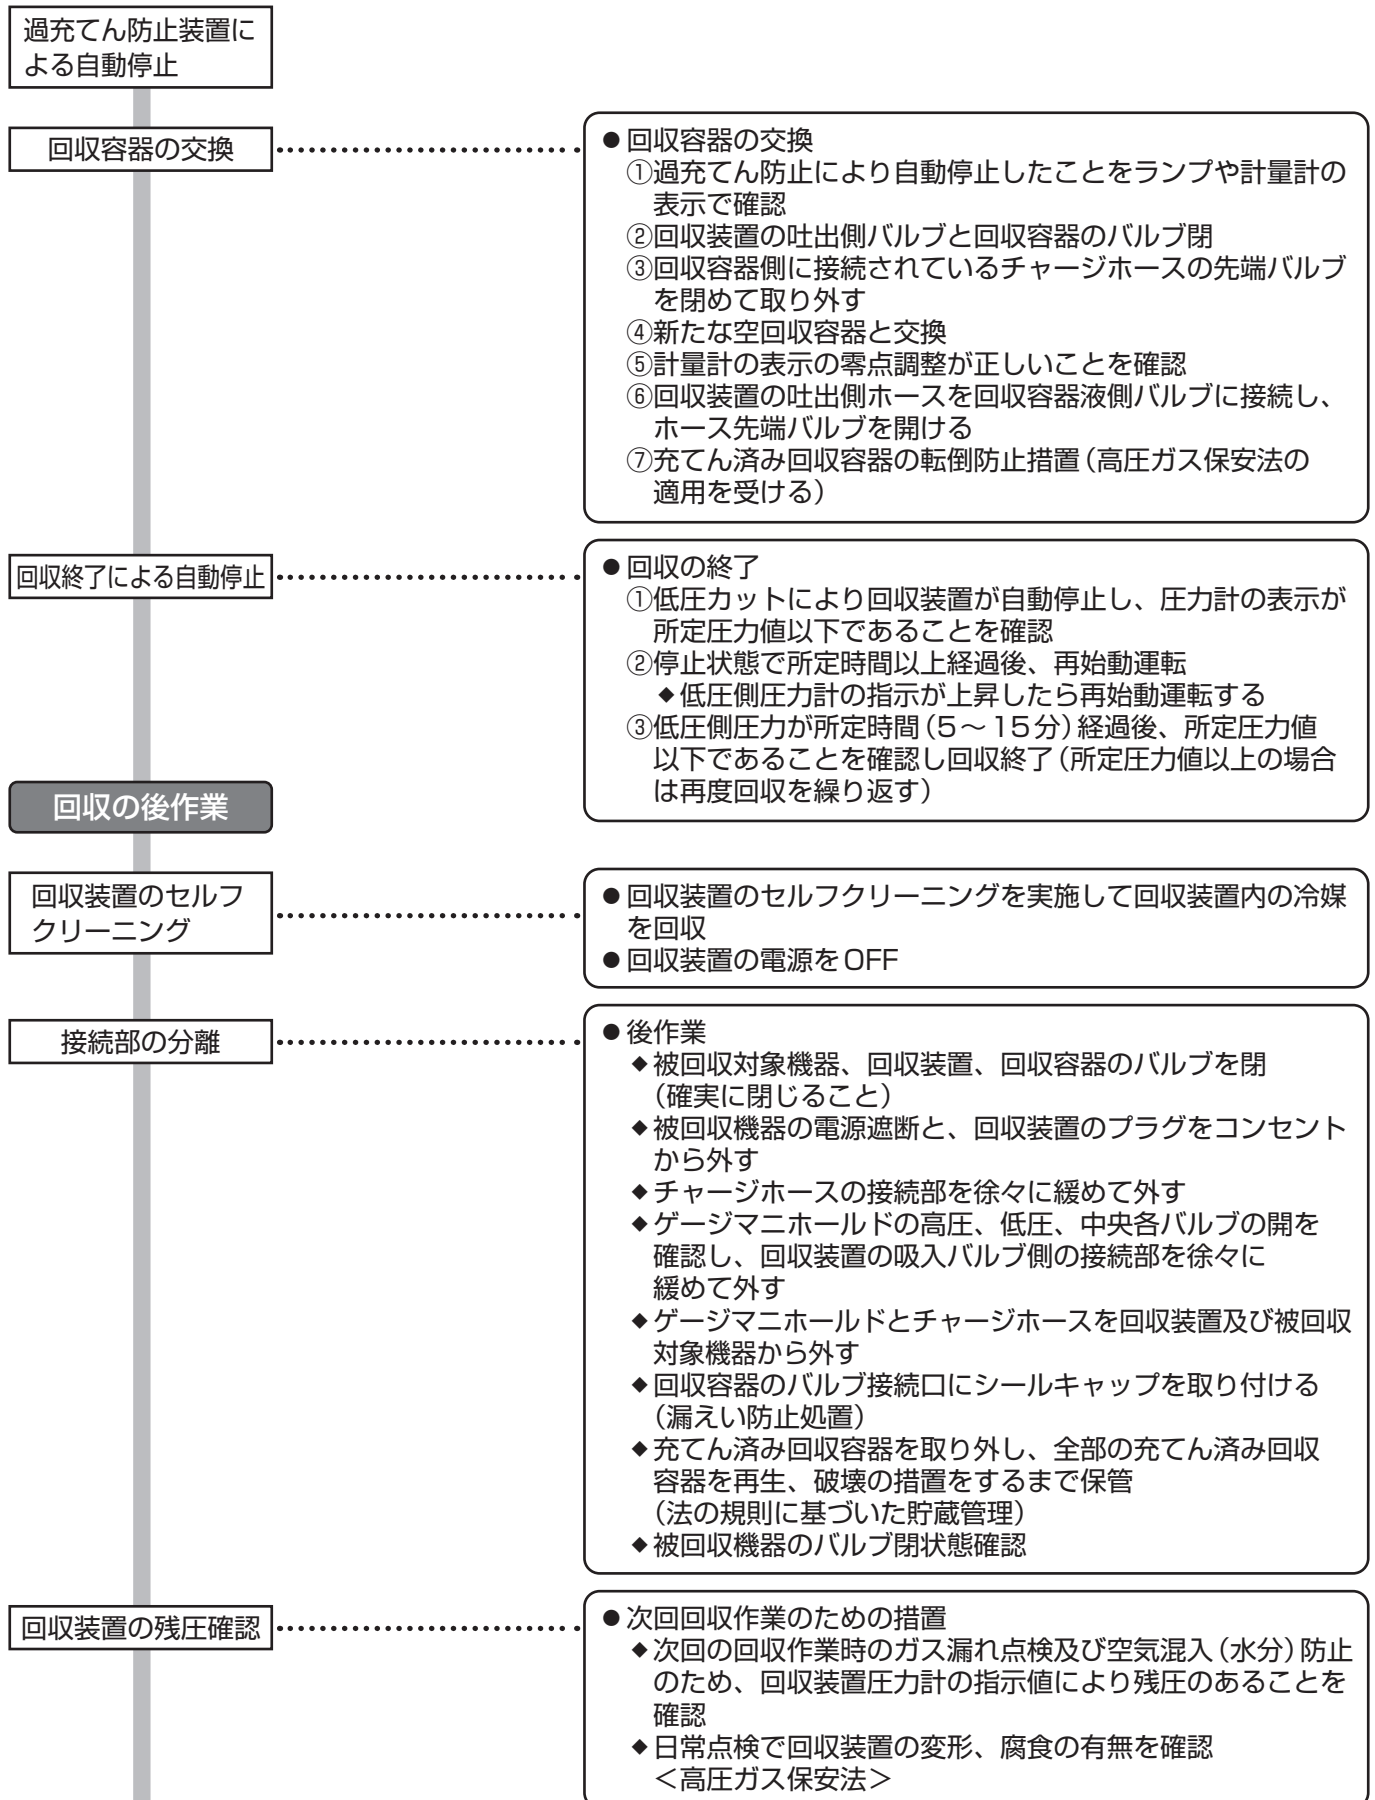 過充てん防止装置に
よる自動停止
回収容器の交換
●回収容器の交換
①過充てん防止により自動停止したことをランプや計量計の
表示で確認
②回収装置の吐出側バルブと回収容器のバルブ閉
③回収容器側に接続されているチャージホースの先端バルブ
を閉めて取り外す
④新たな空回収容器と交換
⑤計量計の表示の零点調整が正しいことを確認
⑥回収装置の吐出側ホースを回収容器液側バルブに接続し、
ホース先端バルブを開ける
⑦充てん済み回収容器の転倒防止措置（高圧ガス保安法の
適用を受ける）
回収終了による自動停止
●回収の終了
①低圧カットにより回収装置が自動停止し、圧力計の表示が
所定圧力値以下であることを確認
②停止状態で所定時間以上経過後、再始動運転
◆低圧側圧力計の指示が上昇したら再始動運転する
③低圧側圧力が所定時間（5～15分）経過後、所定圧力値
以下であることを確認し回収終了（所定圧力値以上の場合
は再度回収を繰り返す）
回収の後作業
回収装置のセルフ
クリーニング
●回収装置のセルフクリーニングを実施して回収装置内の冷媒
を回収
●回収装置の電源をOFF
接続部の分離
●後作業
◆被回収対象機器、回収装置、回収容器のバルブを閉
（確実に閉じること）
◆被回収機器の電源遮断と、回収装置のプラグをコンセント
から外す
◆チャージホースの接続部を徐々に緩めて外す
◆ゲージマニホールドの高圧、低圧、中央各バルブの開を
確認し、回収装置の吸入バルブ側の接続部を徐々に
緩めて外す
◆ゲージマニホールドとチャージホースを回収装置及び被回収
対象機器から外す
◆回収容器のバルブ接続口にシールキャップを取り付ける
（漏えい防止処置）
◆充てん済み回収容器を取り外し、全部の充てん済み回収
容器を再生、破壊の措置をするまで保管
（法の規則に基づいた貯蔵管理）
◆被回収機器のバルブ閉状態確認
回収装置の残圧確認
●次回回収作業のための措置
◆次回の回収作業時のガス漏れ点検及び空気混入（水分）防止
のため、回収装置圧力計の指示値により残圧のあることを
確認
◆日常点検で回収装置の変形、腐食の有無を確認
＜高圧ガス保安法＞